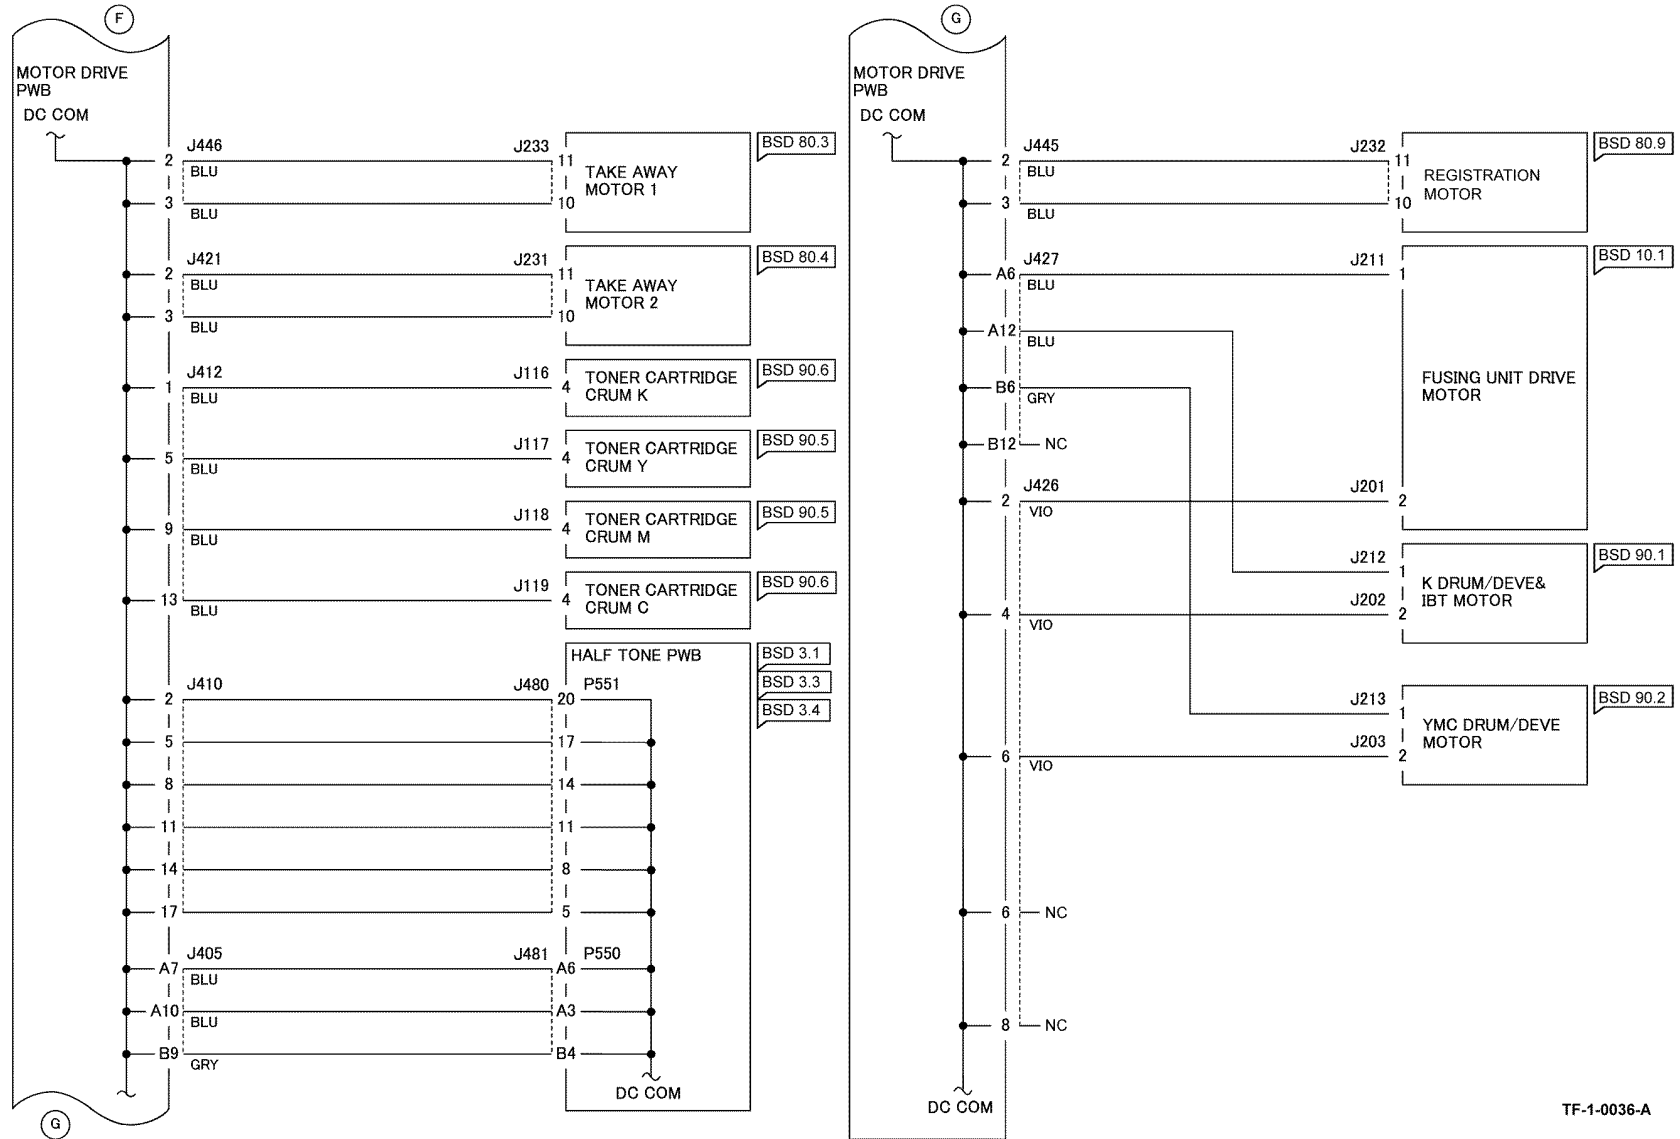 F
MOTOR DRIVE
PWB
DC COM
J446 J233
2 BLU 11
TAKE AWAY
MOTOR 1
BSD 80.3
3 BLU 10
J421 J231
2 BLU 11
TAKE AWAY
MOTOR 2
BSD 80.4
3 BLU 10
J412 J116
1 BLU 4
TONER CARTRIDGE
CRUM K
BSD 90.6
J117
5 BLU 4
TONER CARTRIDGE
CRUM Y
BSD 90.5
J118
9 BLU 4
TONER CARTRIDGE
CRUM M
BSD 90.5
J119
13 BLU 4
TONER CARTRIDGE
CRUM C
BSD 90.6
HALF TONE PWB
BSD 3.1
BSD 3.3
BSD 3.4
J410 J480 P551
2 20
5 17
8 14
11 11
14 8
17 5
J405 J481 P550
A7 BLU A6
A10 BLU A3
B9 GRY B4
DC COM
G
G
MOTOR DRIVE
PWB
DC COM
J445 J232
2 BLU 11
REGISTRATION
MOTOR
BSD 80.9
3 BLU 10
J427 J211
A6 BLU 1
BSD 10.1
A12 BLU
FUSING UNIT DRIVE
MOTOR
B6 GRY
B12 NC
J426 J201
2 VIO 2
J212
1
K DRUM/DEVE&
IBT MOTOR
BSD 90.1
J202
4 VIO 2
J213
1
YMC DRUM/DEVE
MOTOR
BSD 90.2
J203
6 VIO 2
6 NC
8 NC
DC COM
TF-1-0036-A